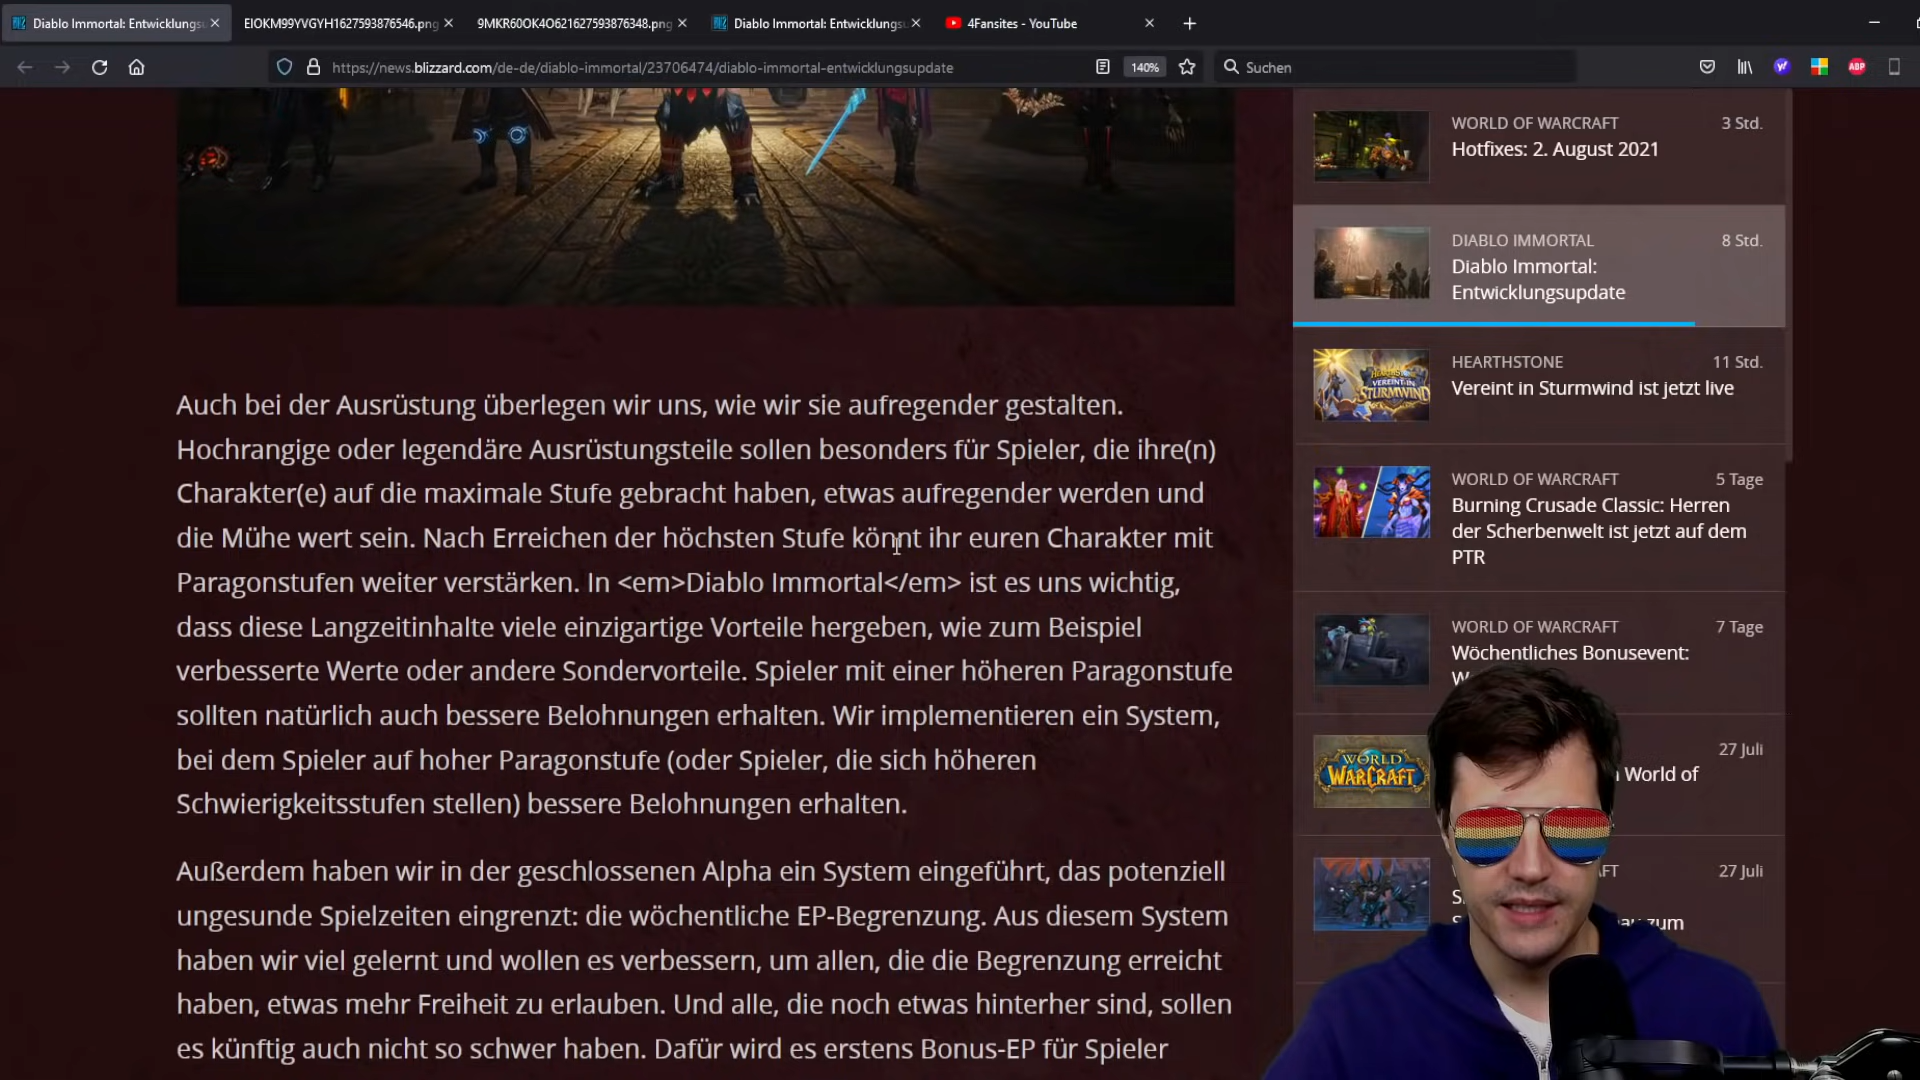 Diablo Immortal: Entwicklungsu
EIOKM99YVGYH1627593876546.png
9MKR60OK4O621627593876348.png
Diablo Immortal: Entwicklungsu
4Fansites - YouTube
https://news.blizzard.com/de-de/diablo-immortal/23706474/diablo-immortal-entwicklungsupdate
140%
Suchen
ABP
Auch bei der Ausrüstung überlegen wir uns, wie wir sie aufregender gestalten.
Hochrangige oder legendäre Ausrüstungsteile sollen besonders für Spieler, die ihre(n)
Charakter(e) auf die maximale Stufe gebracht haben, etwas aufregender werden und
die Mühe wert sein. Nach Erreichen der höchsten Stufe könnt ihr euren Charakter mit
Paragonstufen weiter verstärken. In <em>Diablo Immortal</em> ist es uns wichtig,
dass diese Langzeitinhalte viele einzigartige Vorteile hergeben, wie zum Beispiel
verbesserte Werte oder andere Sondervorteile. Spieler mit einer höheren Paragonstufe
sollten natürlich auch bessere Belohnungen erhalten. Wir implementieren ein System,
bei dem Spieler auf hoher Paragonstufe (oder Spieler, die sich höheren
Schwierigkeitsstufen stellen) bessere Belohnungen erhalten.
Außerdem haben wir in der geschlossenen Alpha ein System eingeführt, das potenziell
ungesunde Spielzeiten eingrenzt: die wöchentliche EP-Begrenzung. Aus diesem System
haben wir viel gelernt und wollen es verbessern, um allen, die die Begrenzung erreicht
haben, etwas mehr Freiheit zu erlauben. Und alle, die noch etwas hinterher sind, sollen
es künftig auch nicht so schwer haben. Dafür wird es erstens Bonus-EP für Spieler
WORLD OF WARCRAFT 3 Std.
Hotfixes: 2. August 2021
DIABLO IMMORTAL 8 Std.
Diablo Immortal:
Entwicklungsupdate
HEARTHSTONE 11 Std.
Vereint in Sturmwind ist jetzt live
VEREINT IN
STURMWIND
WORLD OF WARCRAFT 5 Tage
Burning Crusade Classic: Herren
der Scherbenwelt ist jetzt auf dem
PTR
WORLD OF WARCRAFT 7 Tage
Wöchentliches Bonusevent:
W
27 Juli
World of
WORLD
WARCRAFT
FT 27 Juli
S
zum